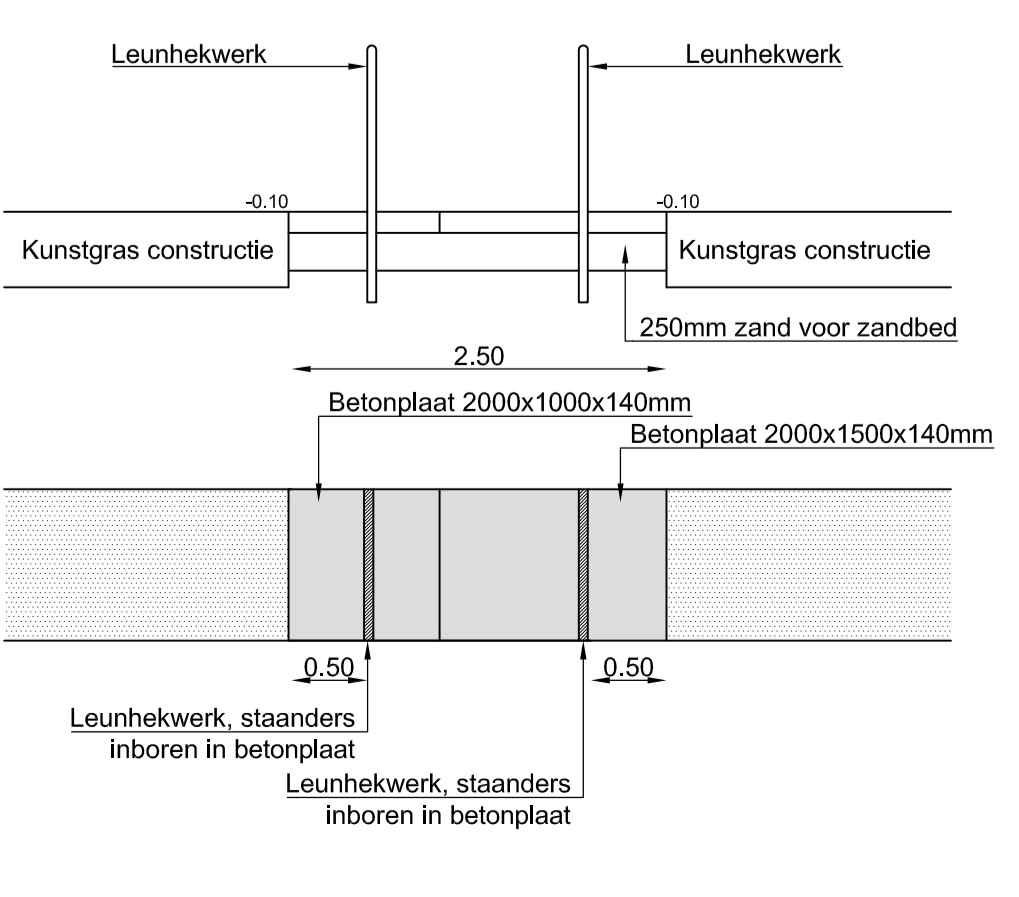 Leunhekwerk
Leunhekwerk
-0.10
-0.10
Kunstgras constructie
Kunstgras constructie
250mm zand voor zandbed
2.50
Betonplaat 2000x1000x140mm
Betonplaat 2000x1500x140mm
0.50
0.50
Leunhekwerk, staanders
inboren in betonplaat
Leunhekwerk, staanders
inboren in betonplaat